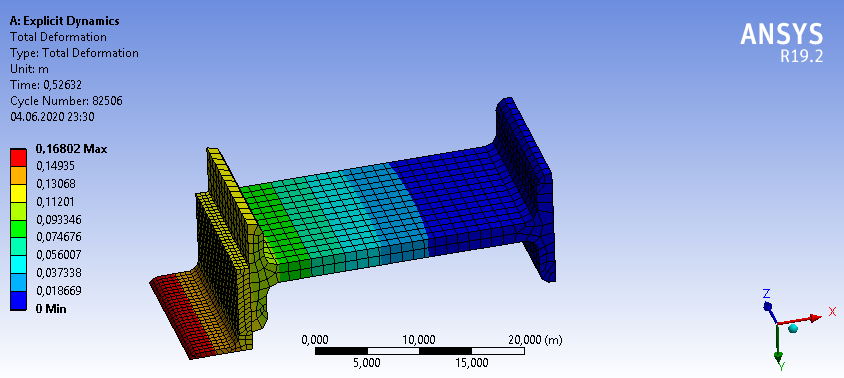 A: Explicit Dynamics
Total Deformation
Type: Total Deformation
Unit: m
Time: 0,52632
Cycle Number: 82506
04.06.2020 23:30
ANSYS
R19.2
0,16802 Max
0,14935
0,13068
0,11201
0,093346
0,074676
0,056007
0,037338
0,018669
0 Min
0,000 10,000 20,000 (m)
5,000 15,000
Z
X
Y